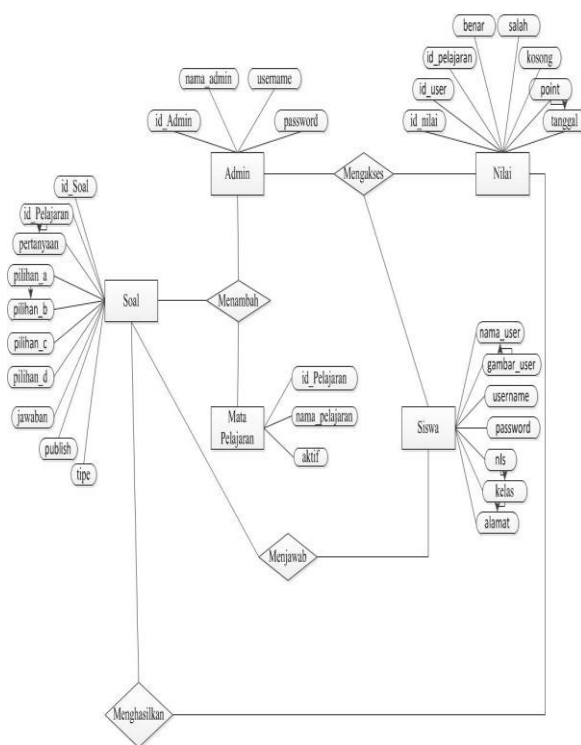 benar
salah
nama_admin
username
id_pelajaran
kosong
id_user
point
id_Admin
password
id_nilai
tanggal
Admin
Mengakses
Nilai
id_Soal
id_Pelajaran
pertanyaan
pilihan_a
pilihan_b
pilihan_c
pilihan_d
jawaban
publish
tipe
Soal
Menambah
Mata
Pelajaran
id_Pelajaran
nama_pelajaran
aktif
Siswa
nama_user
gambar_user
username
password
nis
kelas
alamat
Menjawab
Menghasilkan